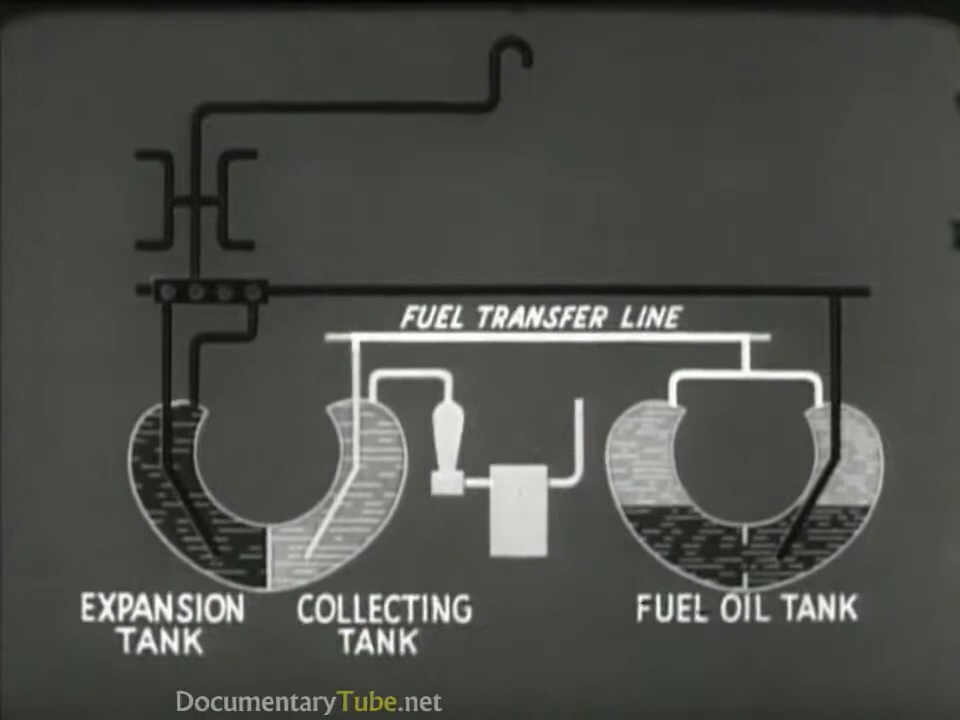 FUEL TRANSFER LINE
EXPANSION
TANK
COLLECTING
TANK
FUEL OIL TANK
DocumentaryTube.net